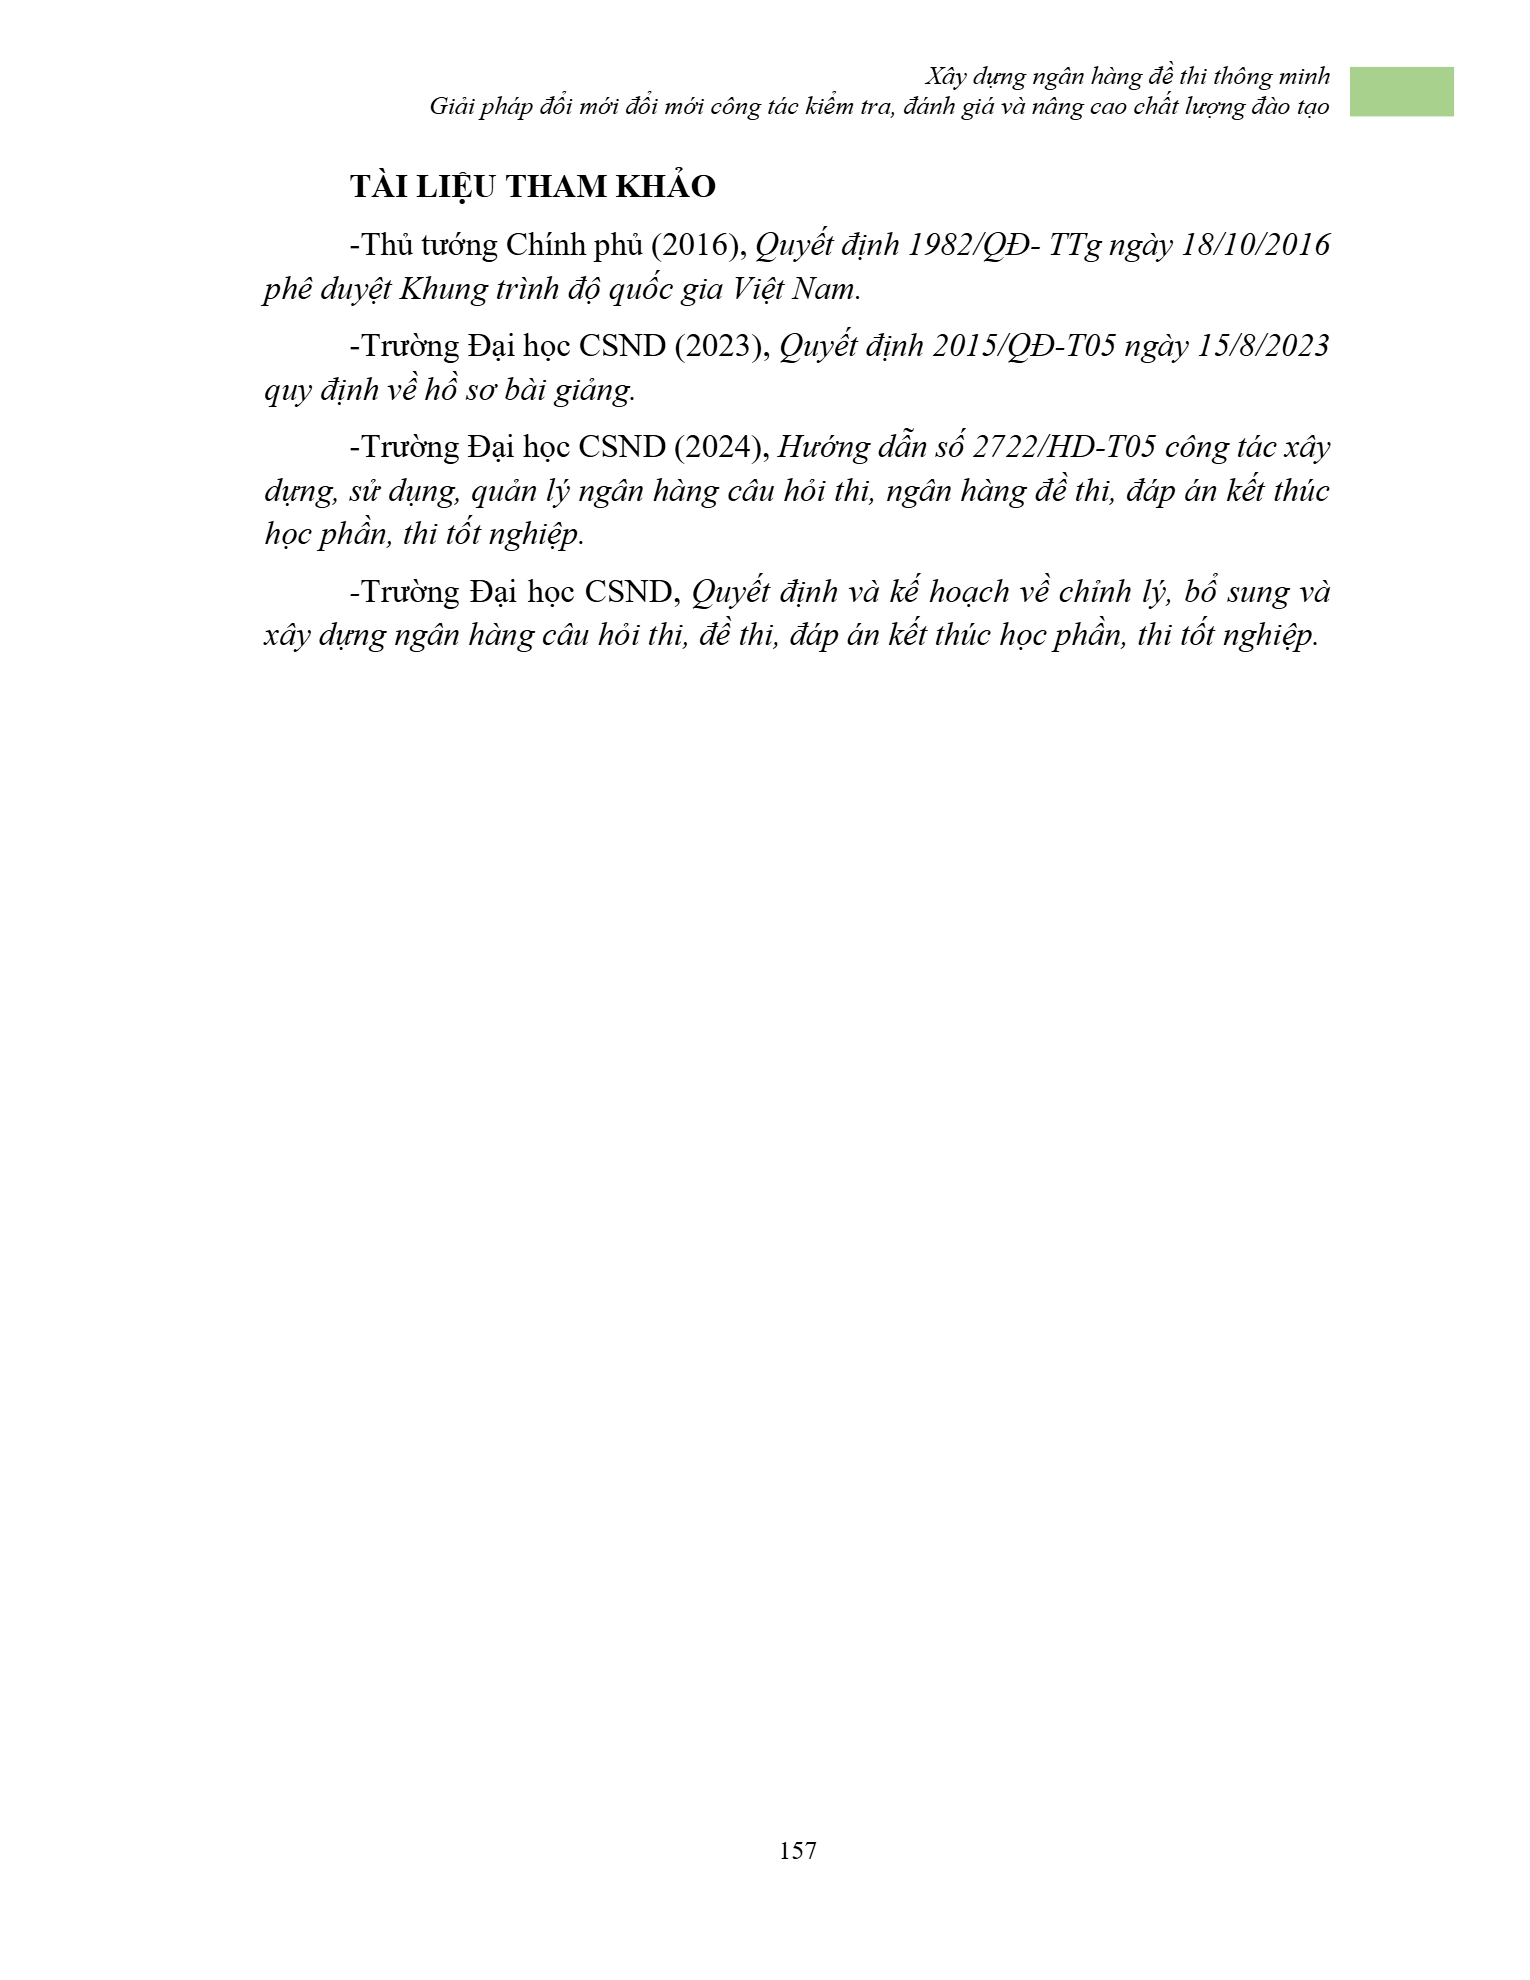 Xây dựng ngân hàng đề thi thông minh
Giải pháp đổi mới đổi mới công tác kiểm tra, đánh giá và nâng cao chất lượng đào tạo
TÀI LIỆU THAM KHẢO
-Thủ tướng Chính phủ (2016), Quyết định 1982/QĐ- TTg ngày 18/10/2016
phê duyệt Khung trình độ quốc gia Việt Nam.
-Trường Đại học CSND (2023), Quyết định 2015/QĐ-T05 ngày 15/8/2023
quy định về hồ sơ bài giảng.
-Trường Đại học CSND (2024), Hướng dẫn số 2722/HD-T05 công tác xây
dựng, sử dụng, quản lý ngân hàng câu hỏi thi, ngân hàng đề thi, đáp án kết thúc
học phần, thi tốt nghiệp.
-Trường Đại học CSND, Quyết định và kế hoạch về chỉnh lý, bổ sung và
xây dựng ngân hàng câu hỏi thi, đề thi, đáp án kết thúc học phần, thi tốt nghiệp.
157